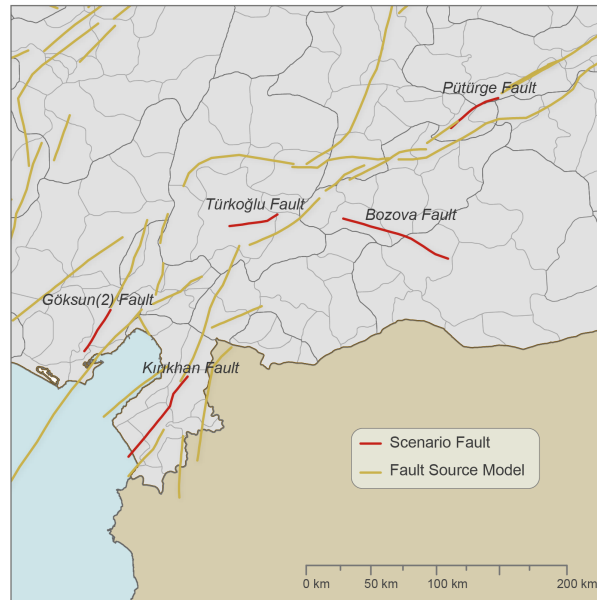 Pütürge Fault
Türkoğlu Fault
Bozova Fault
Göksun(2) Fault
Kırıkhan Fault
Scenario Fault
Fault Source Model
0 km
50 km
100 km
200 km